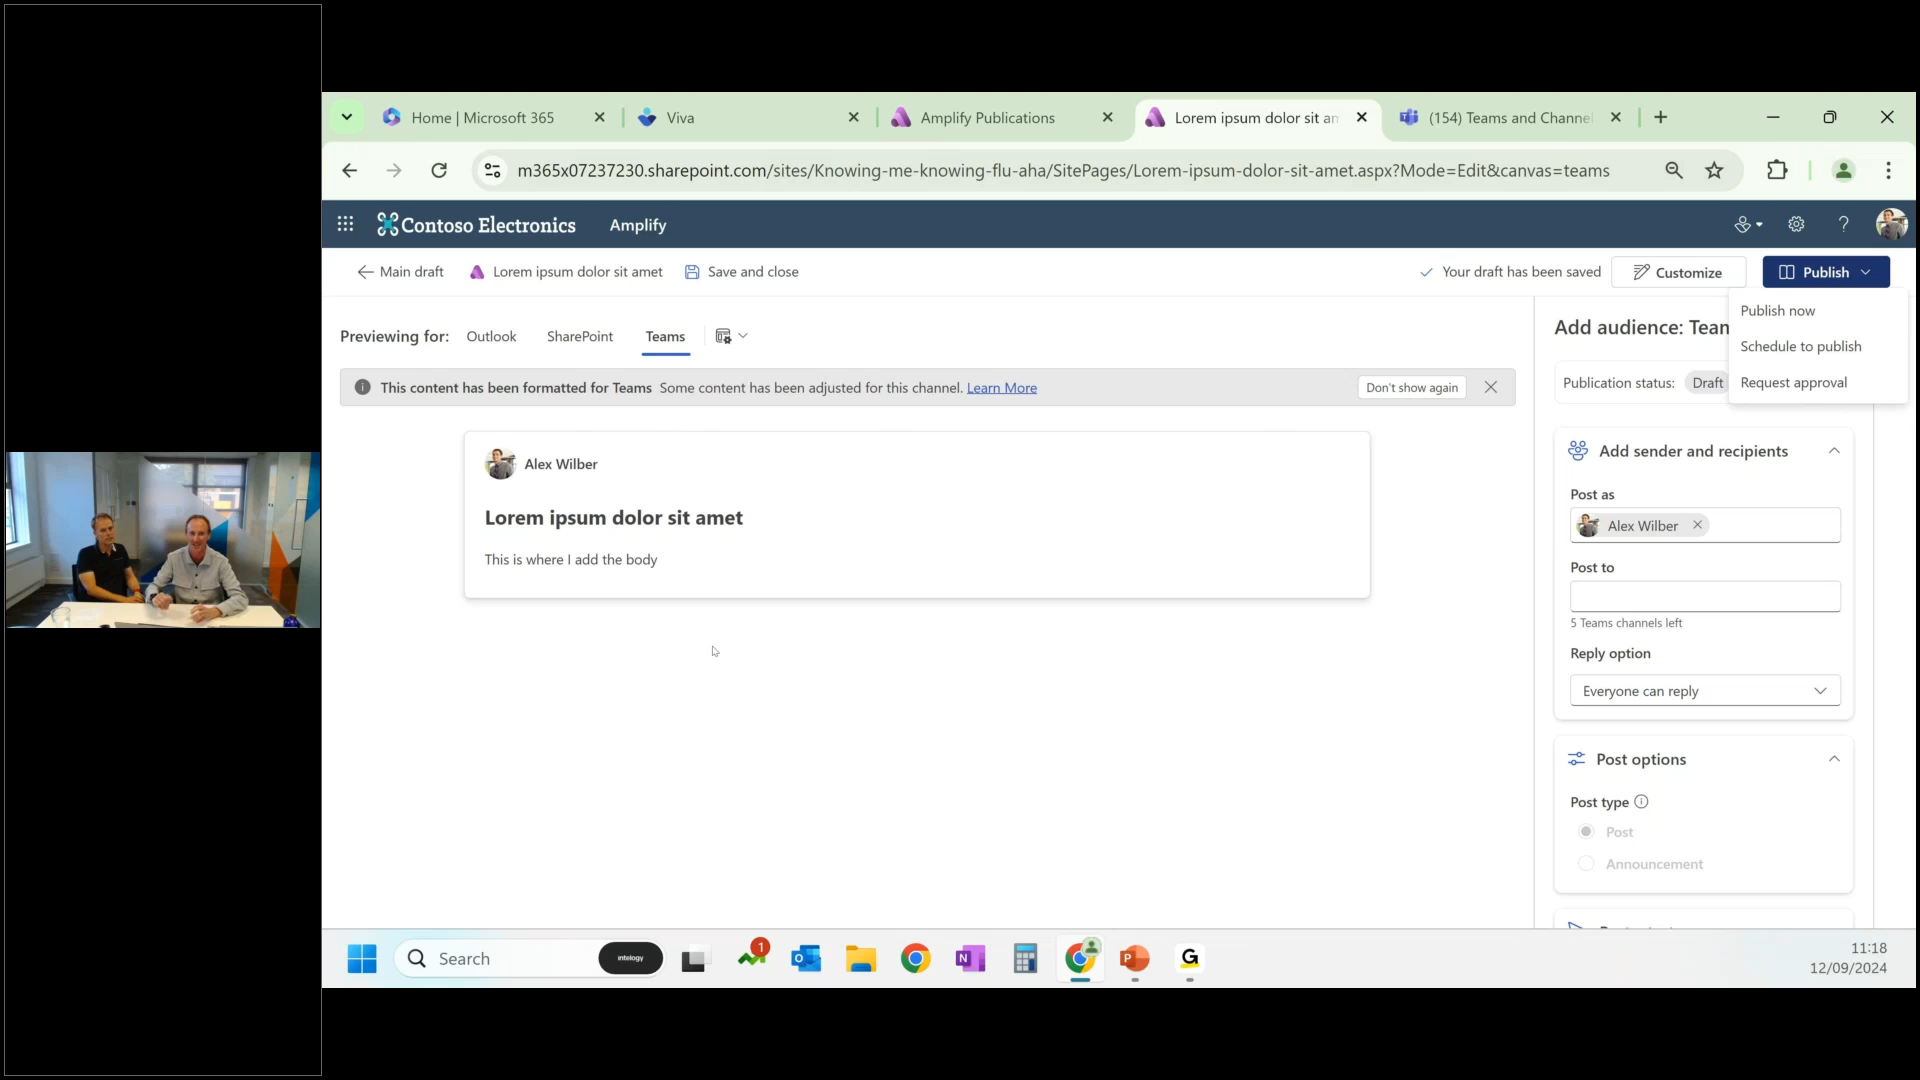 Home | Microsoft 365
Viva
Amplify Publications
Lorem ipsum dolor sit am
(154) Teams and Channe
m365x07237230.sharepoint.com/sites/Knowing-me-knowing-flu-aha/SitePages/Lorem-ipsum-dolor-sit-amet.aspx?Mode=Edit&canvas=teams
Contoso Electronics
Amplify
Main draft
Lorem ipsum dolor sit amet
Save and close
Your draft has been saved
Customize
Publish
Publish now
Schedule to publish
Request approval
Previewing for:
Outlook
SharePoint
Teams
This content has been formatted for Teams Some content has been adjusted for this channel. Learn More
Don't show again
Alex Wilber
Lorem ipsum dolor sit amet
This is where I add the body
Add audience: Team
Publication status: Draft
Add sender and recipients
Post as
Alex Wilber
Post to
5 Teams channels left
Reply option
Everyone can reply
Post options
Post type
Post
Announcement
Search
intelogy
1
11:18
12/09/2024